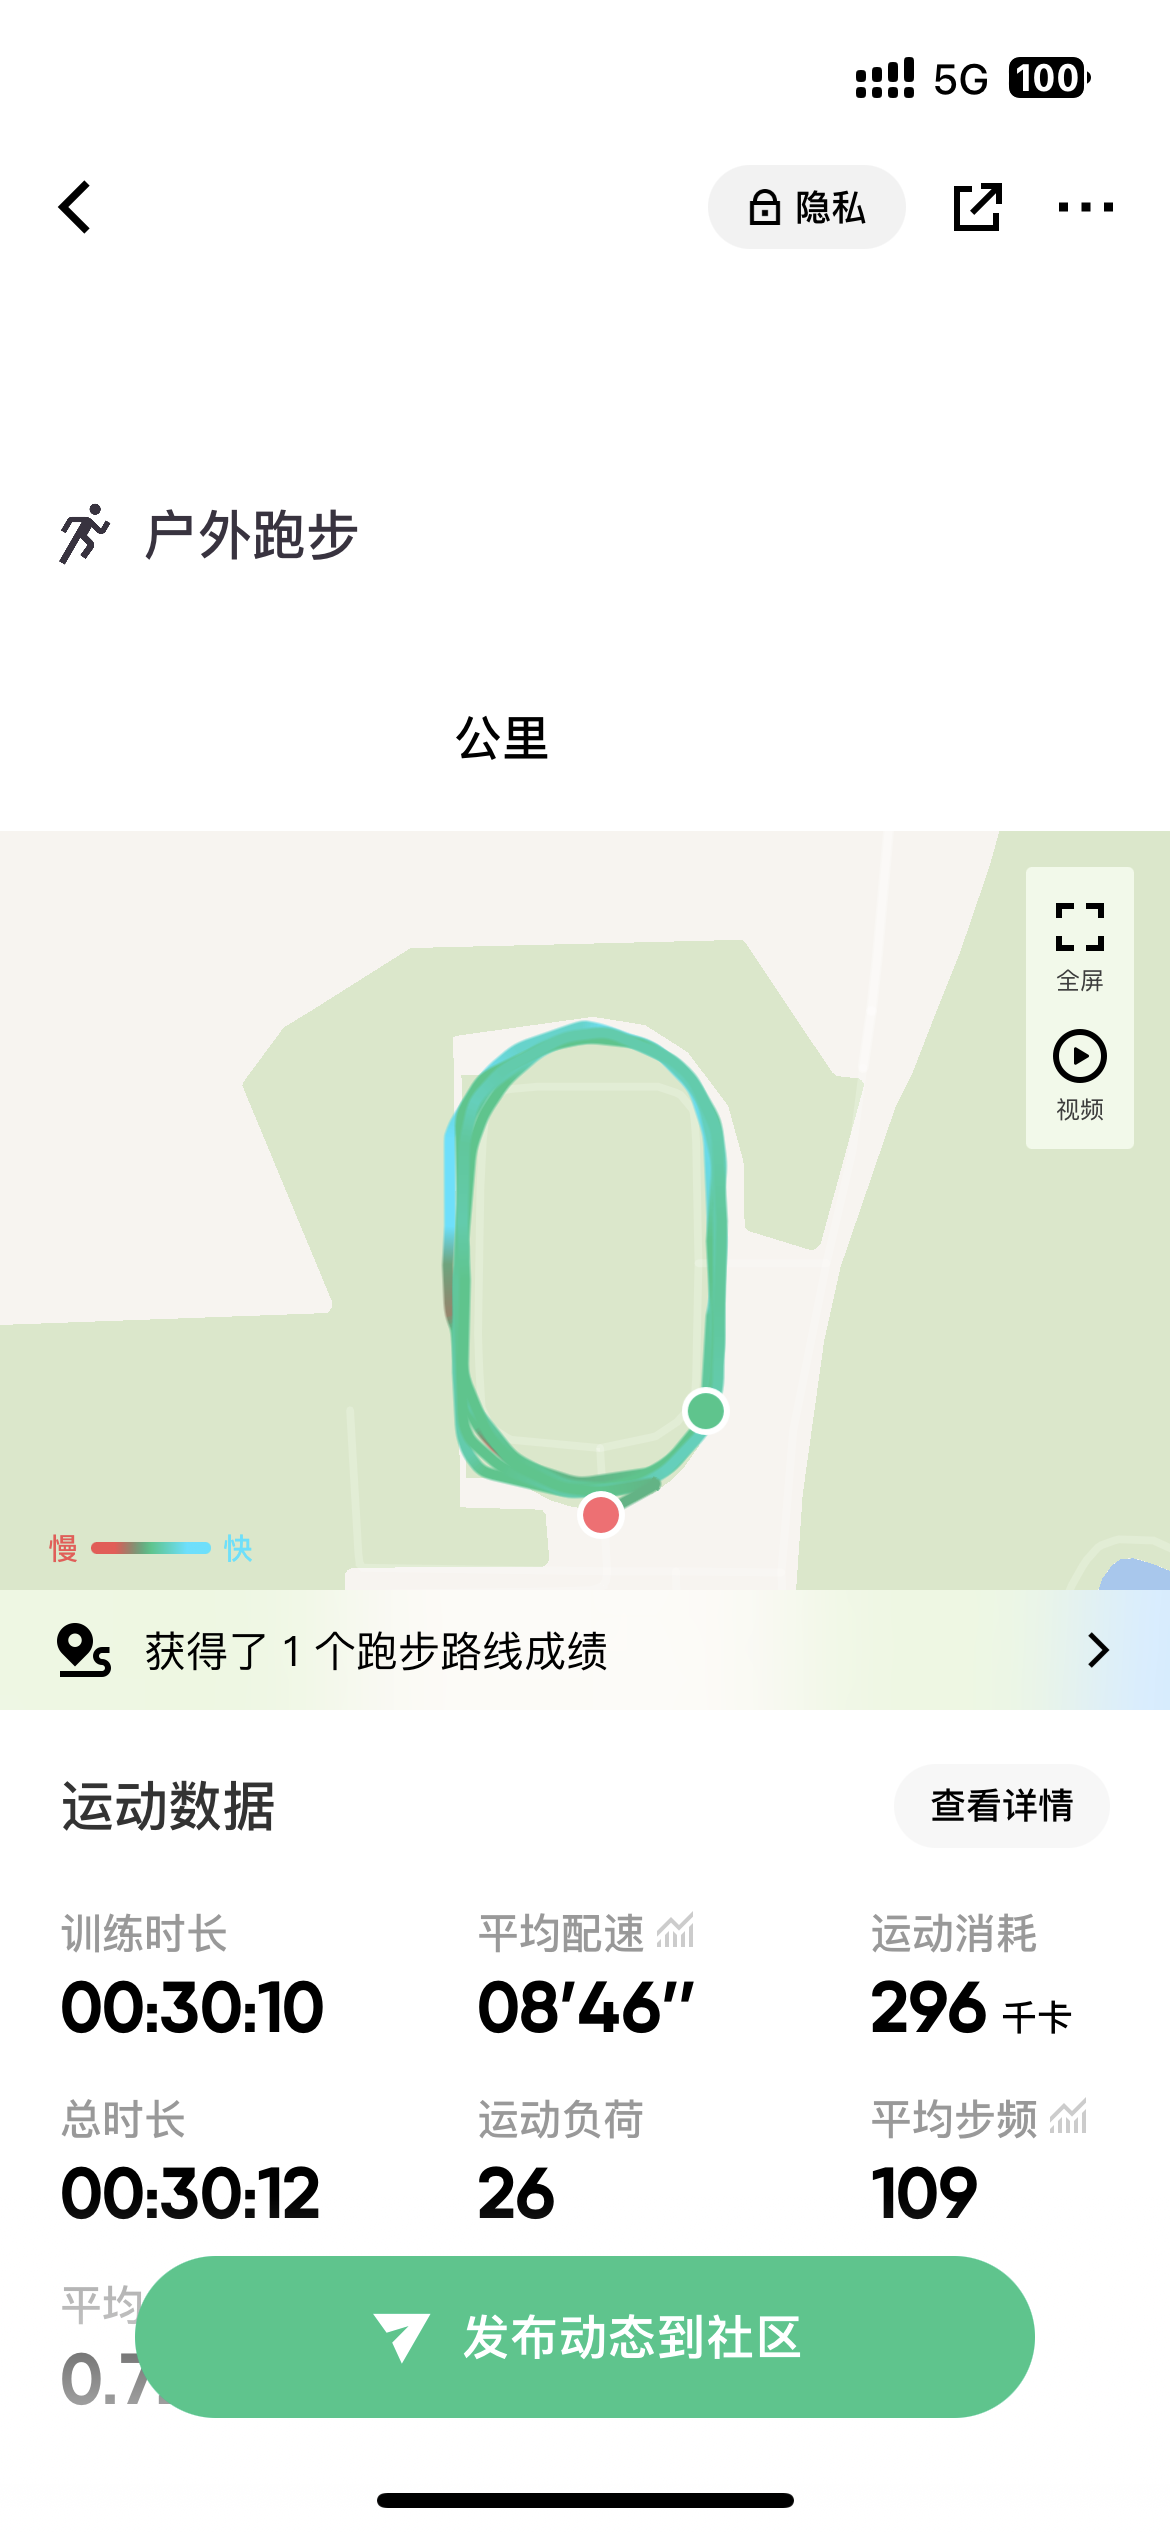 5G 100
隐私
户外跑步
公里
全屏
视频
慢 快
获得了 1 个跑步路线成绩
运动数据 查看详情
训练时长 平均配速 运动消耗
00:30:10 08'46" 296 千卡
总时长 运动负荷 平均步频
00:30:12 26 109
平均
0.7
发布动态到社区